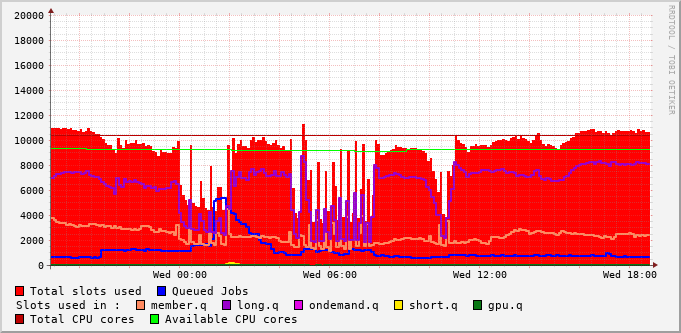 RRDTOOL / TOBI OETIKER
20000
18000
16000
14000
12000
10000
8000
6000
4000
2000
0
Wed 00:00 Wed 06:00 Wed 12:00 Wed 18:00
Total slots used Queued Jobs
Slots used in : member.q long.q ondemand.q short.q gpu.q
Total CPU cores Available CPU cores